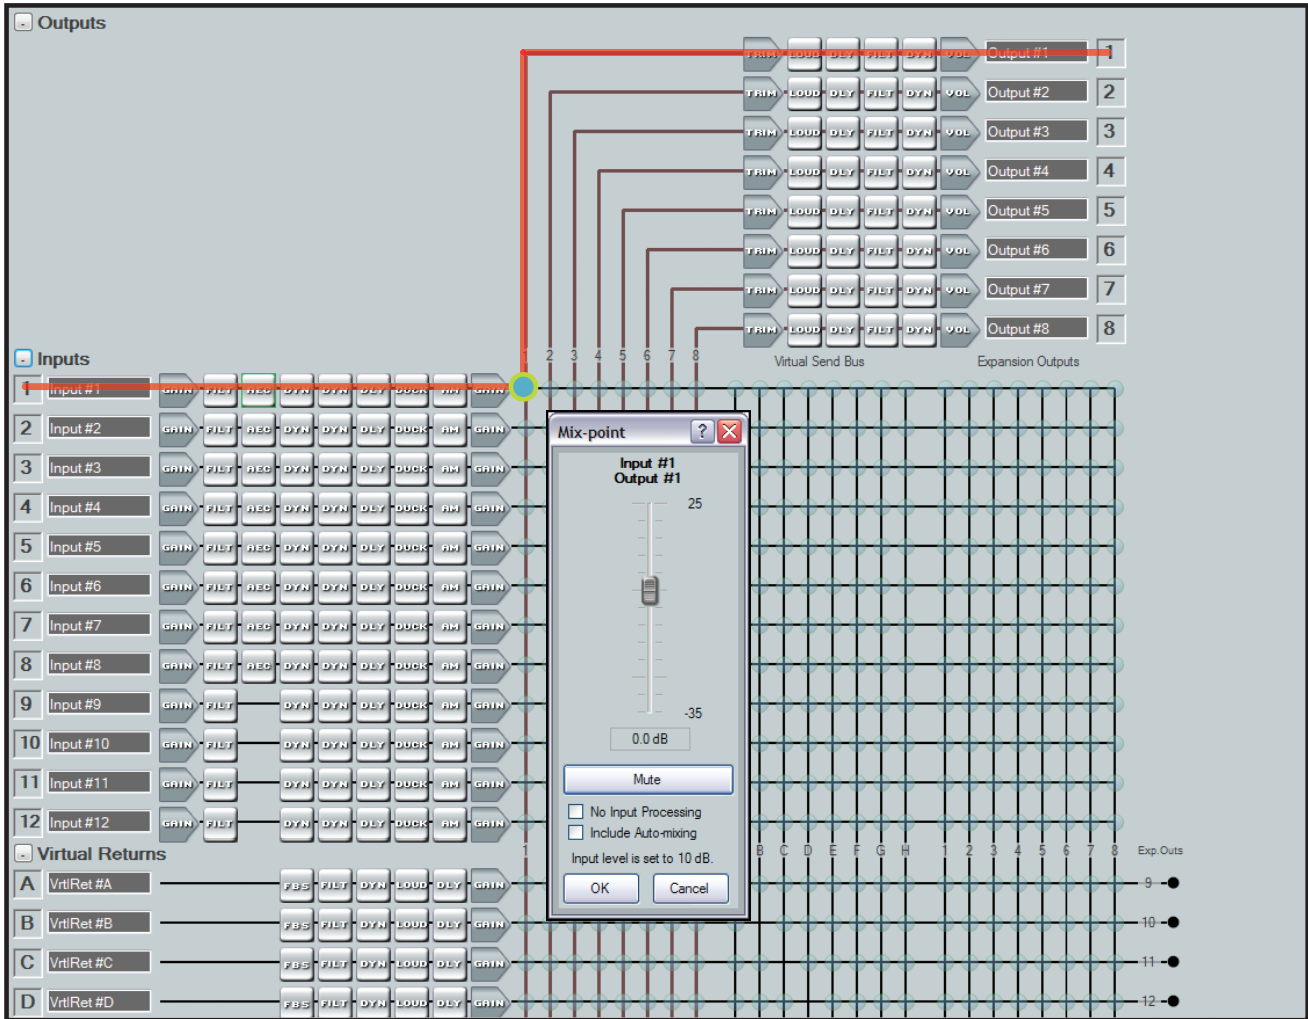 - Outputs
TRIM LOUD DLY FILT DYN VOL Output #1 1
TRIM LOUD DLY FILT DYN VOL Output #2 2
TRIM LOUD DLY FILT DYN VOL Output #3 3
TRIM LOUD DLY FILT DYN VOL Output #4 4
TRIM LOUD DLY FILT DYN VOL Output #5 5
TRIM LOUD DLY FILT DYN VOL Output #6 6
TRIM LOUD DLY FILT DYN VOL Output #7 7
TRIM LOUD DLY FILT DYN VOL Output #8 8
- Inputs
1 2 3 4 5 6 7 8
Virtual Send Bus
Expansion Outputs
1 Input #1 GAIN FILT AEC DYN DYN DLY DUCK AM GAIN
2 Input #2 GAIN FILT AEC DYN DYN DLY DUCK AM GAIN
3 Input #3 GAIN FILT AEC DYN DYN DLY DUCK AM GAIN
4 Input #4 GAIN FILT AEC DYN DYN DLY DUCK AM GAIN
5 Input #5 GAIN FILT AEC DYN DYN DLY DUCK AM GAIN
6 Input #6 GAIN FILT AEC DYN DYN DLY DUCK AM GAIN
7 Input #7 GAIN FILT AEC DYN DYN DLY DUCK AM GAIN
8 Input #8 GAIN FILT AEC DYN DYN DLY DUCK AM GAIN
9 Input #9 GAIN FILT DYN DYN DLY DUCK AM GAIN
10 Input #10 GAIN FILT DYN DYN DLY DUCK AM GAIN
11 Input #11 GAIN FILT DYN DYN DLY DUCK AM GAIN
12 Input #12 GAIN FILT DYN DYN DLY DUCK AM GAIN
Mix-point ?
Input #1
Output #1
25
-35
0.0 dB
Mute
No Input Processing
Include Auto-mixing
Input level is set to 10 dB.
OK Cancel
- Virtual Returns
1 B C D E F G H 1 2 3 4 5 6 7 8 Exp.Outs
A VrtlRet #A FBS FILT DYN LOUD DLY GAIN 9
B VrtlRet #B FBS FILT DYN LOUD DLY GAIN 10
C VrtlRet #C FBS FILT DYN LOUD DLY GAIN 11
D VrtlRet #D FBS FILT DYN LOUD DLY GAIN 12